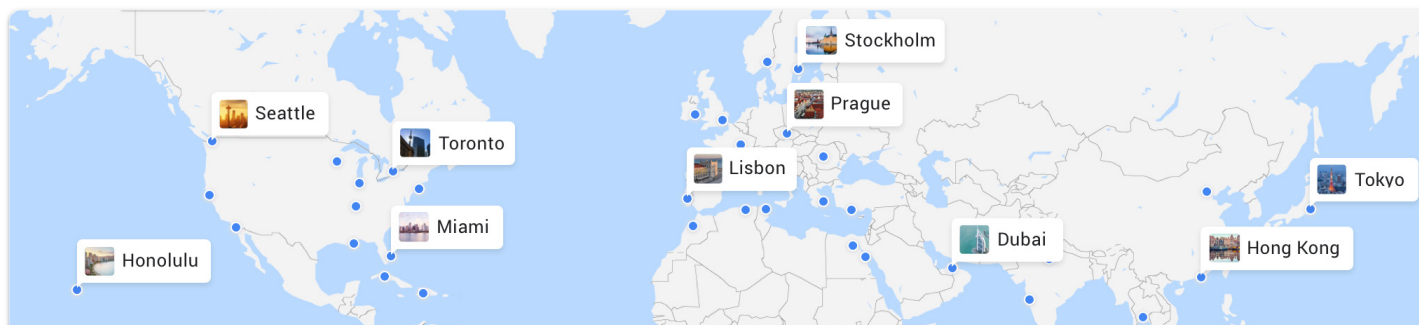 Stockholm
Prague
Seattle
Toronto
Lisbon
Tokyo
Miami
Dubai
Hong Kong
Honolulu